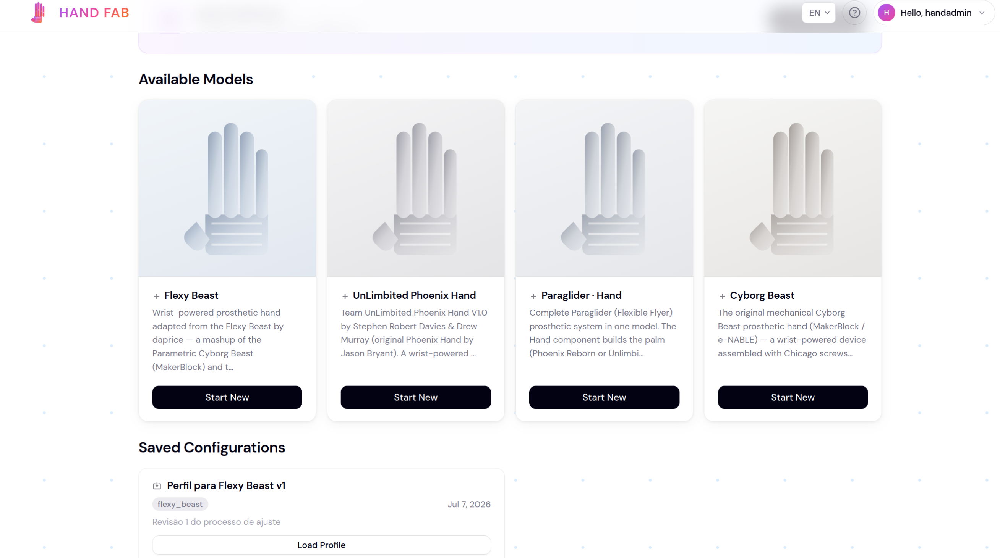 HAND FAB
EN
H
Hello, handadmin
Available Models
Flexy Beast
Wrist-powered prosthetic hand
adapted from the Flexy Beast by
daprice — a mashup of the
Parametric Cyborg Beast
(MakerBlock) and t...
Start New
UnLimbited Phoenix Hand
Team UnLimbited Phoenix Hand V1.0
by Stephen Robert Davies & Drew
Murray (original Phoenix Hand by
Jason Bryant). A wrist-powered ...
Start New
Paraglider · Hand
Complete Paraglider (Flexible Flyer)
prosthetic system in one model. The
Hand component builds the palm
(Phoenix Reborn or Unlimbi...
Start New
Cyborg Beast
The original mechanical Cyborg
Beast prosthetic hand (MakerBlock /
e-NABLE) — a wrist-powered device
assembled with Chicago screws...
Start New
Saved Configurations
Perfil para Flexy Beast v1
flexy_beast
Jul 7, 2026
Revisão 1 do processo de ajuste
Load Profile